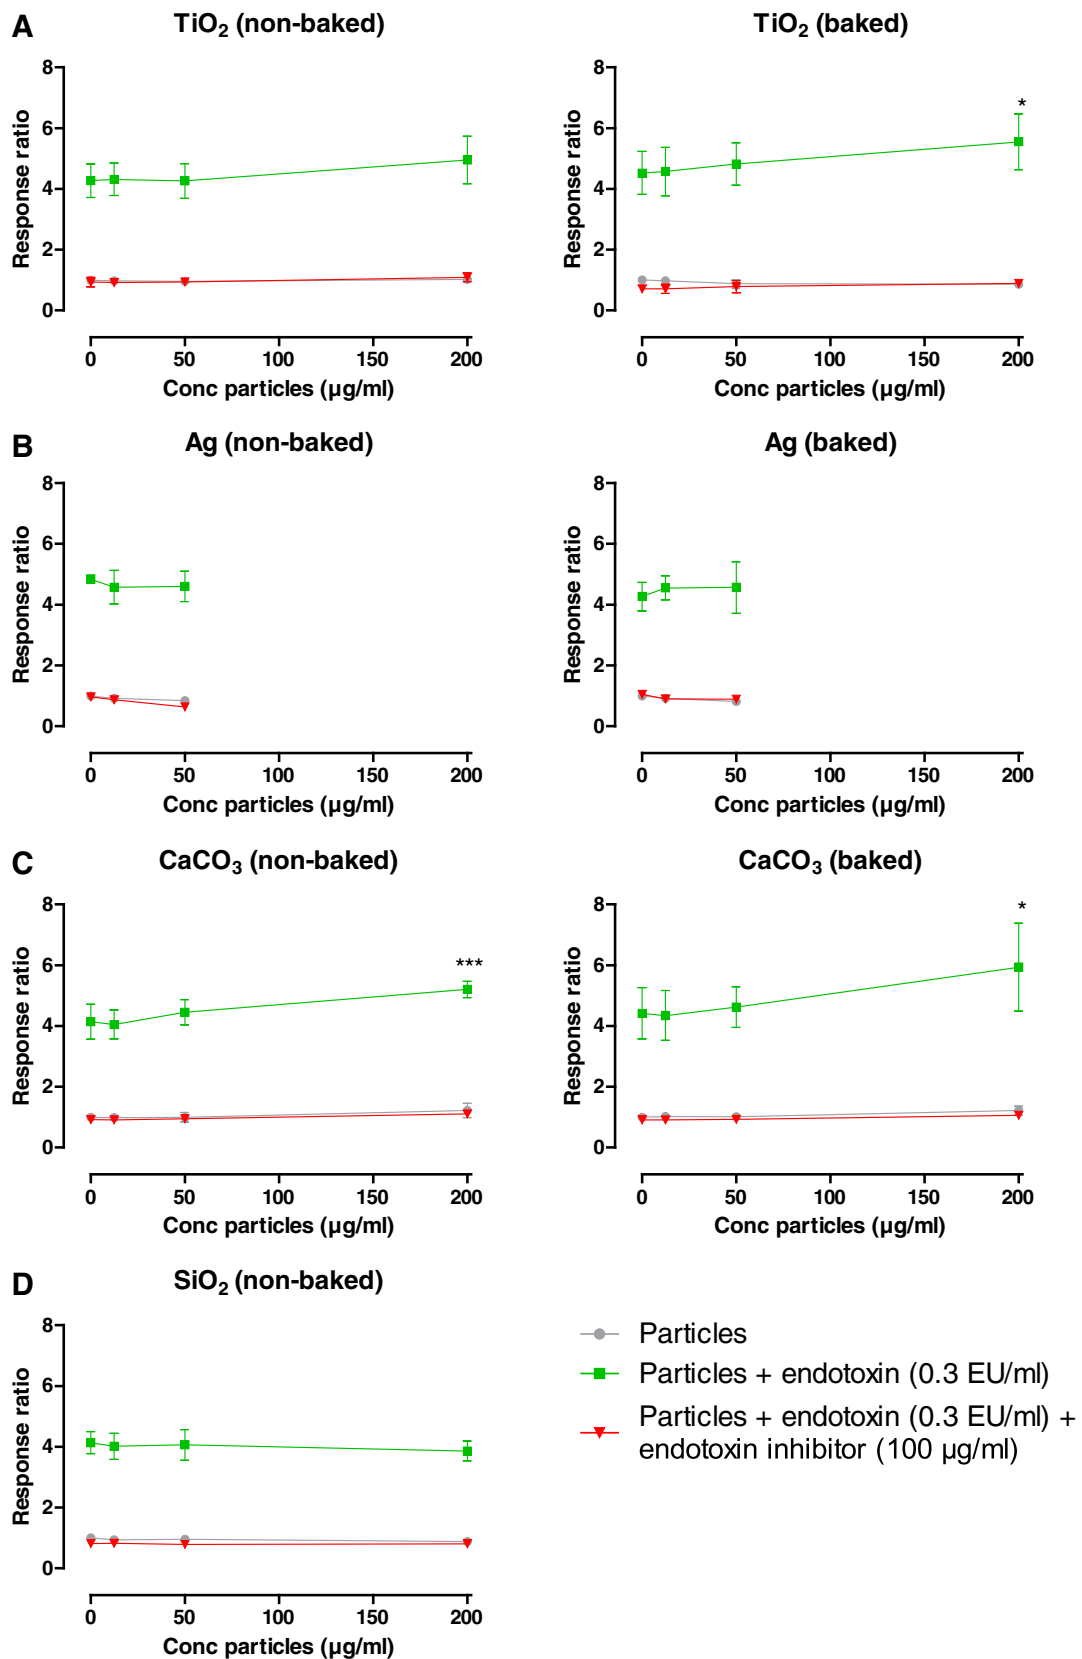 A
TiO2 (non-baked)
TiO2 (baked)
Response ratio
8
6
4
2
0
0 50 100 150 200
Conc particles (µg/ml)
Response ratio
8
6
4
2
0
*
0 50 100 150 200
Conc particles (µg/ml)
B
Ag (non-baked)
Ag (baked)
Response ratio
8
6
4
2
0
0 50 100 150 200
Conc particles (µg/ml)
Response ratio
8
6
4
2
0
0 50 100 150 200
Conc particles (µg/ml)
C
CaCO3 (non-baked)
CaCO3 (baked)
Response ratio
8
6
4
2
0
***
0 50 100 150 200
Conc particles (µg/ml)
Response ratio
8
6
4
2
0
*
0 50 100 150 200
Conc particles (µg/ml)
D
SiO2 (non-baked)
Response ratio
8
6
4
2
0
0 50 100 150 200
Conc particles (µg/ml)
Particles
Particles + endotoxin (0.3 EU/ml)
Particles + endotoxin (0.3 EU/ml) +
endotoxin inhibitor (100 µg/ml)